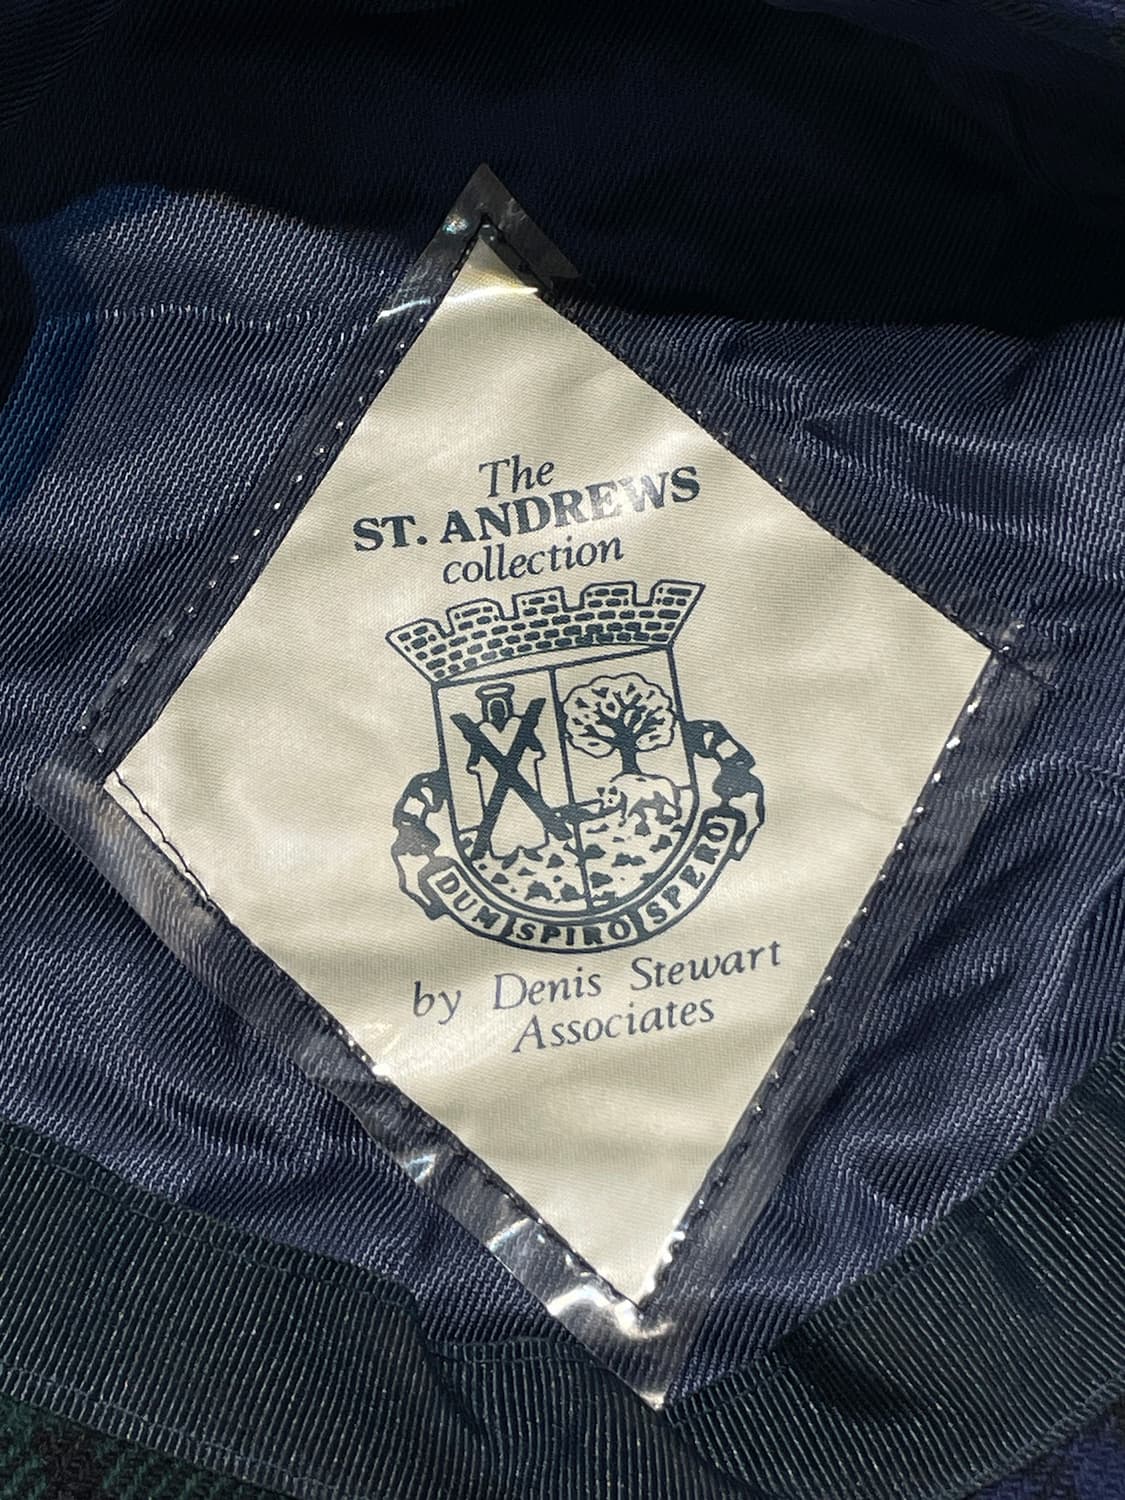 The
ST. ANDREWS
collection
DUM SPIRO SPERO
by Denis Stewart
Associates